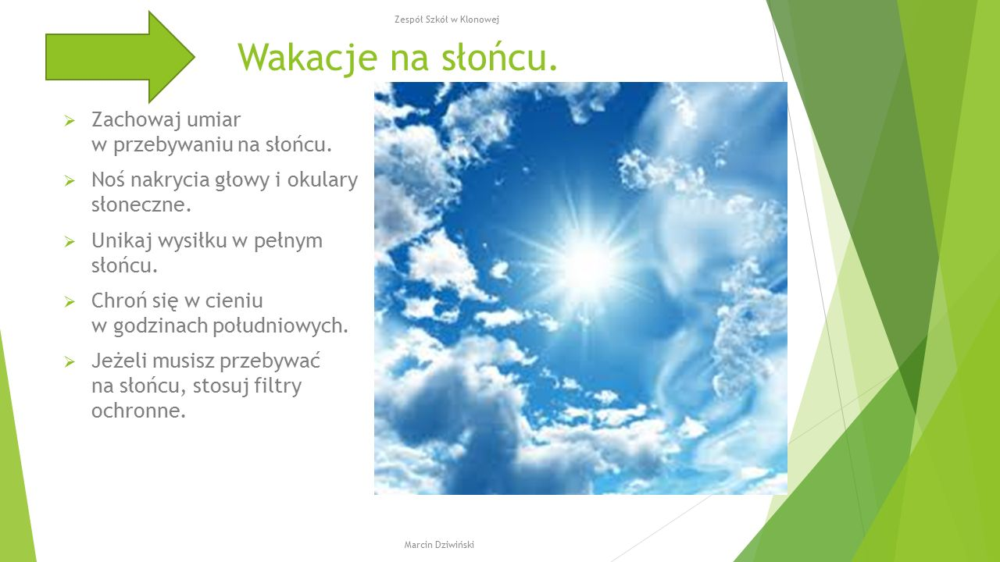 Zespół Szkół w Klonowej
Wakacje na słońcu.
Zachowaj umiar
w przebywaniu na słońcu.
Noś nakrycia głowy i okulary
słoneczne.
Unikaj wysiłku w pełnym
słońcu.
Chroń się w cieniu
w godzinach południowych.
Jeżeli musisz przebywać
na słońcu, stosuj filtry
ochronne.
Marcin Dziwiński